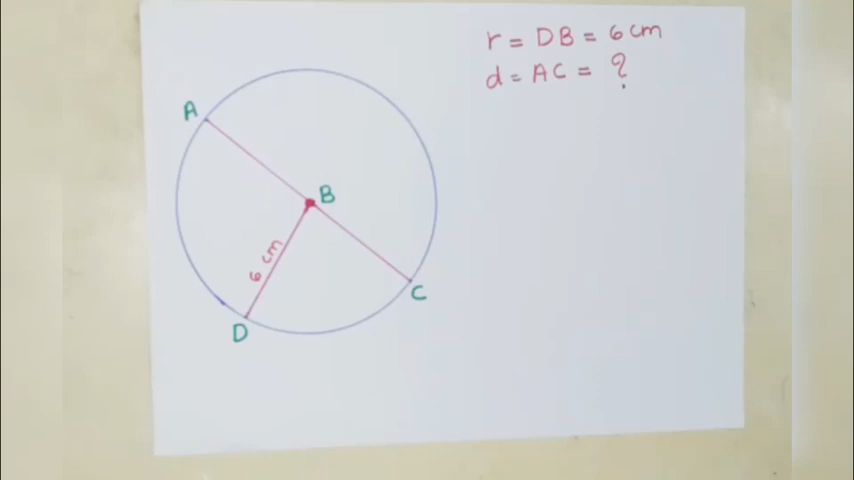 r = DB = 6 cm
d = AC = ?
A
B
6 cm
C
D